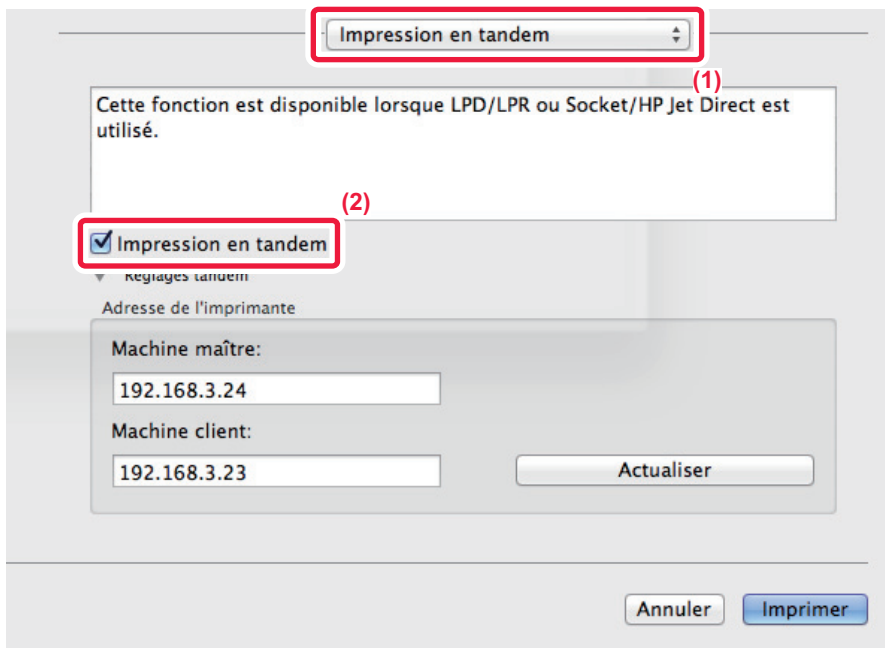 Impression en tandem
(1)
Cette fonction est disponible lorsque LPD/LPR ou Socket/HP Jet Direct est
utilisé.
(2)
Impression en tandem
Réglages tandem
Adresse de l'imprimante
Machine maître:
192.168.3.24
Machine client:
192.168.3.23
Actualiser
Annuler
Imprimer